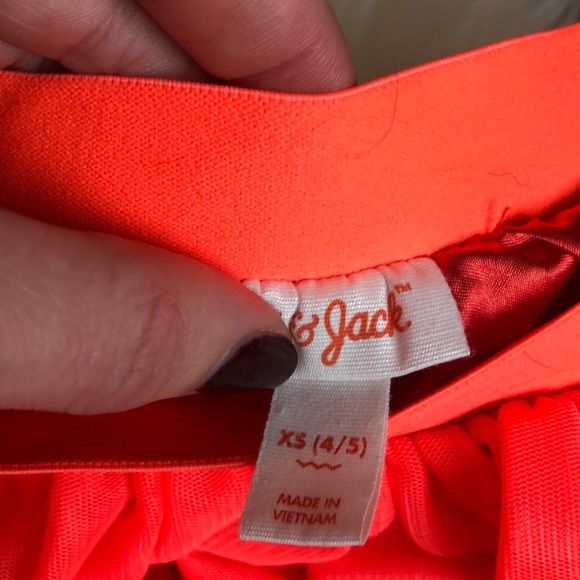 & Jack™
XS (4/5)
MADE IN
VIETNAM